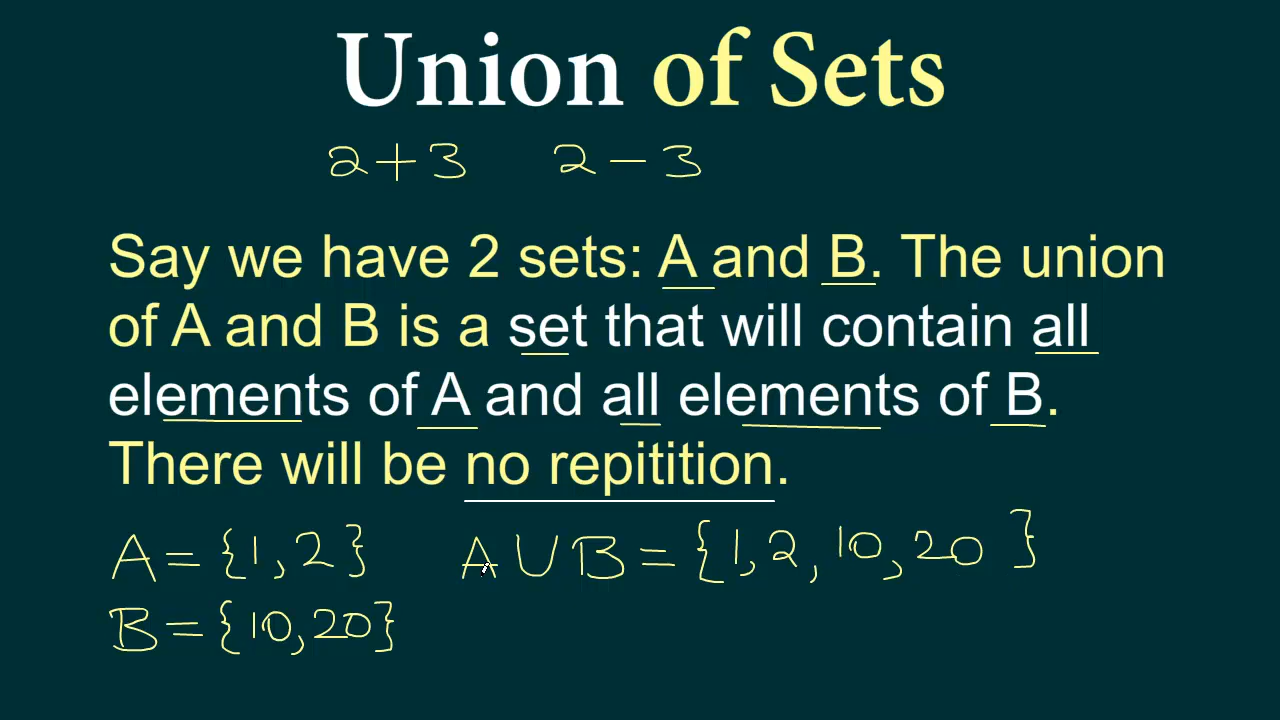 Union of Sets
2+3 2-3
Say we have 2 sets: A and B. The union
of A and B is a set that will contain all
elements of A and all elements of B.
There will be no repitition.
A = {1, 2} A ∪ B = {1, 2, 10, 20 }
B = {10, 20}